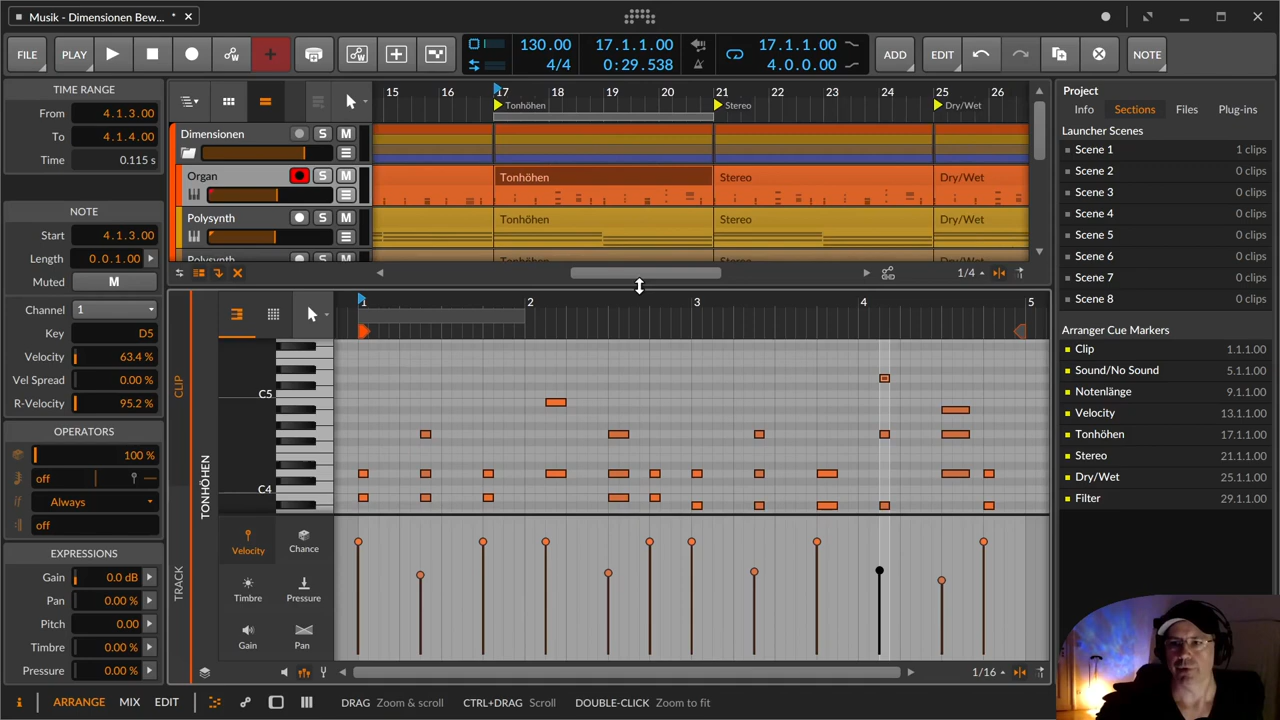 Musik - Dimensionen Bew... *
FILE
PLAY
130.00
4/4
17.1.1.00
0:29.538
17.1.1.00
4.0.0.00
ADD
EDIT
NOTE
TIME RANGE
From 4.1.3.00
To 4.1.4.00
Time 0.115 s
NOTE
Start 4.1.3.00
Length 0.0.1.00
Muted M
Channel 1
Key D5
Velocity 63.4 %
Vel Spread 0.00 %
R-Velocity 95.2 %
OPERATORS
100 %
off
Always
off
EXPRESSIONS
Gain 0.0 dB
Pan 0.00 %
Pitch 0.00
Timbre 0.00 %
Pressure 0.00 %
15 16 17 18 19 20 21 22 23 24 25 26
Tonhöhen Stereo Dry/Wet
Dimensionen S M
Organ S M
Tonhöhen Stereo Dry/Wet
Polysynth S M
Tonhöhen Stereo Dry/Wet
Polysynth
Tonhöhen Stereo Dry/Wet
1/4
CLIP
TRACK
TONHÖHEN
1 2 3 4 5
C5
C4
Velocity Chance
Timbre Pressure
Gain Pan
1/16
Project
Info Sections Files Plug-ins
Launcher Scenes
Scene 1 1 clips
Scene 2 0 clips
Scene 3 0 clips
Scene 4 0 clips
Scene 5 0 clips
Scene 6 0 clips
Scene 7 0 clips
Scene 8 0 clips
Arranger Cue Markers
Clip 1.1.1.00
Sound/No Sound 5.1.1.00
Notenlänge 9.1.1.00
Velocity 13.1.1.00
Tonhöhen 17.1.1.00
Stereo 21.1.1.00
Dry/Wet 25.1.1.00
Filter 29.1.1.00
i ARRANGE MIX EDIT
DRAG Zoom & scroll CTRL+DRAG Scroll DOUBLE-CLICK Zoom to fit